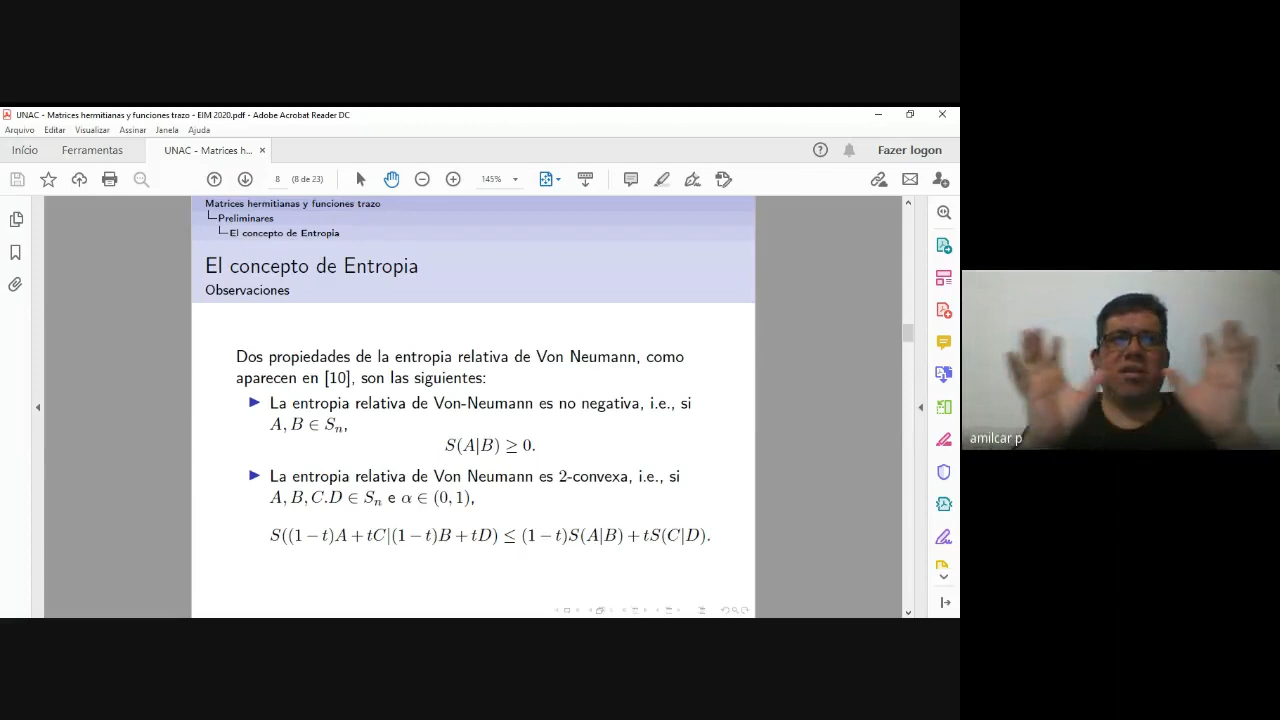 UNAC - Matrices hermitianas y funciones trazo - EIM 2020.pdf - Adobe Acrobat Reader DC
Arquivo Editar Visualizar Assinar Janela Ajuda
Início Ferramentas UNAC - Matrices h... × Fazer logon
8 (8 de 23) 145%
Matrices hermitianas y funciones trazo
Preliminares
El concepto de Entropia
El concepto de Entropia
Observaciones
Dos propiedades de la entropia relativa de Von Neumann, como
aparecen en [10], son las siguientes:
La entropia relativa de Von-Neumann es no negativa, i.e., si
A, B ∈ Sₙ,
S(A|B) ≥ 0.
La entropia relativa de Von Neumann es 2-convexa, i.e., si
A, B, C.D ∈ Sₙ e α ∈ (0, 1),
S((1 − t)A + tC|(1 − t)B + tD) ≤ (1 − t)S(A|B) + tS(C|D).
amilcar p